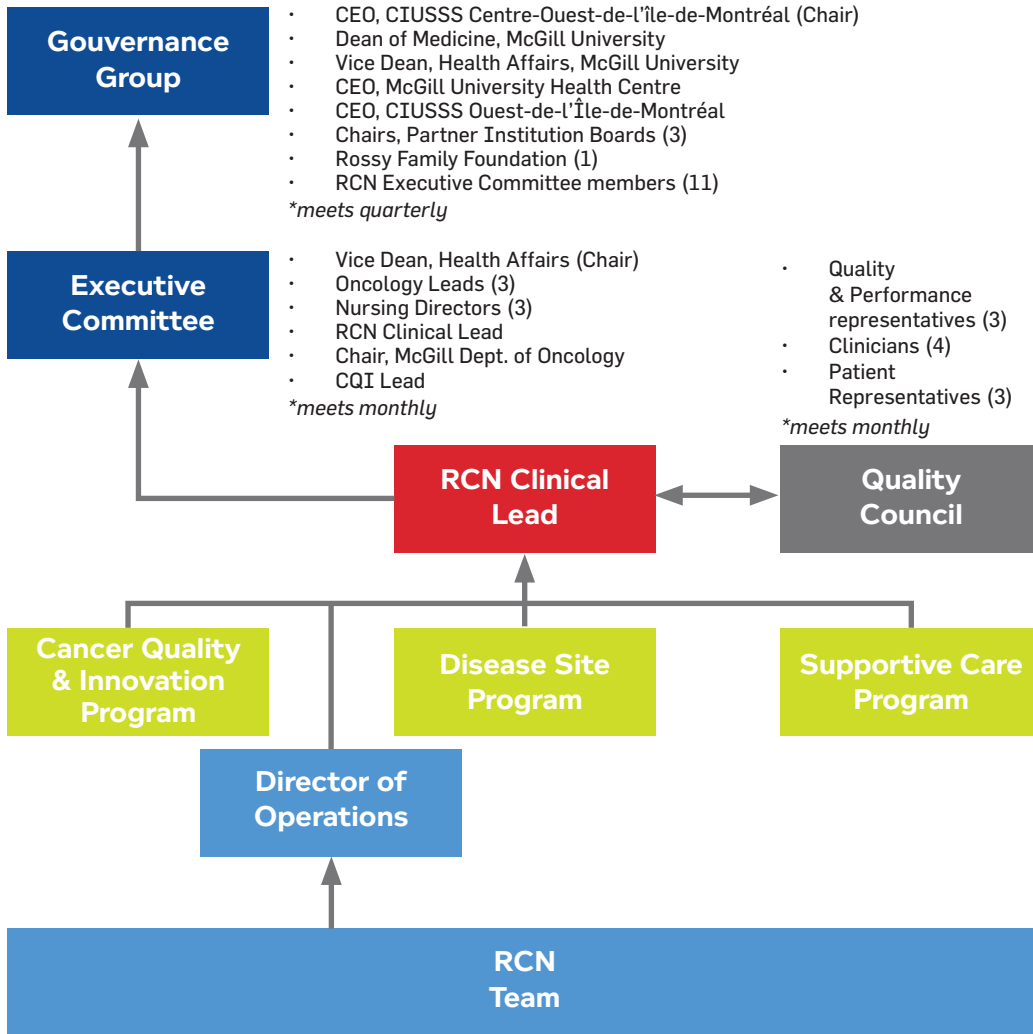 Gouvernance
Group
· CEO, CIUSSS Centre-Ouest-de-l'île-de-Montréal (Chair)
· Dean of Medicine, McGill University
· Vice Dean, Health Affairs, McGill University
· CEO, McGill University Health Centre
· CEO, CIUSSS Ouest-de-l'Île-de-Montréal
· Chairs, Partner Institution Boards (3)
· Rossy Family Foundation (1)
· RCN Executive Committee members (11)
*meets quarterly
Executive
Committee
· Vice Dean, Health Affairs (Chair)
· Oncology Leads (3)
· Nursing Directors (3)
· RCN Clinical Lead
· Chair, McGill Dept. of Oncology
· CQI Lead
*meets monthly
· Quality
& Performance
representatives (3)
· Clinicians (4)
· Patient
Representatives (3)
*meets monthly
RCN Clinical
Lead
Quality
Council
Cancer Quality
& Innovation
Program
Disease Site
Program
Supportive Care
Program
Director of
Operations
RCN
Team